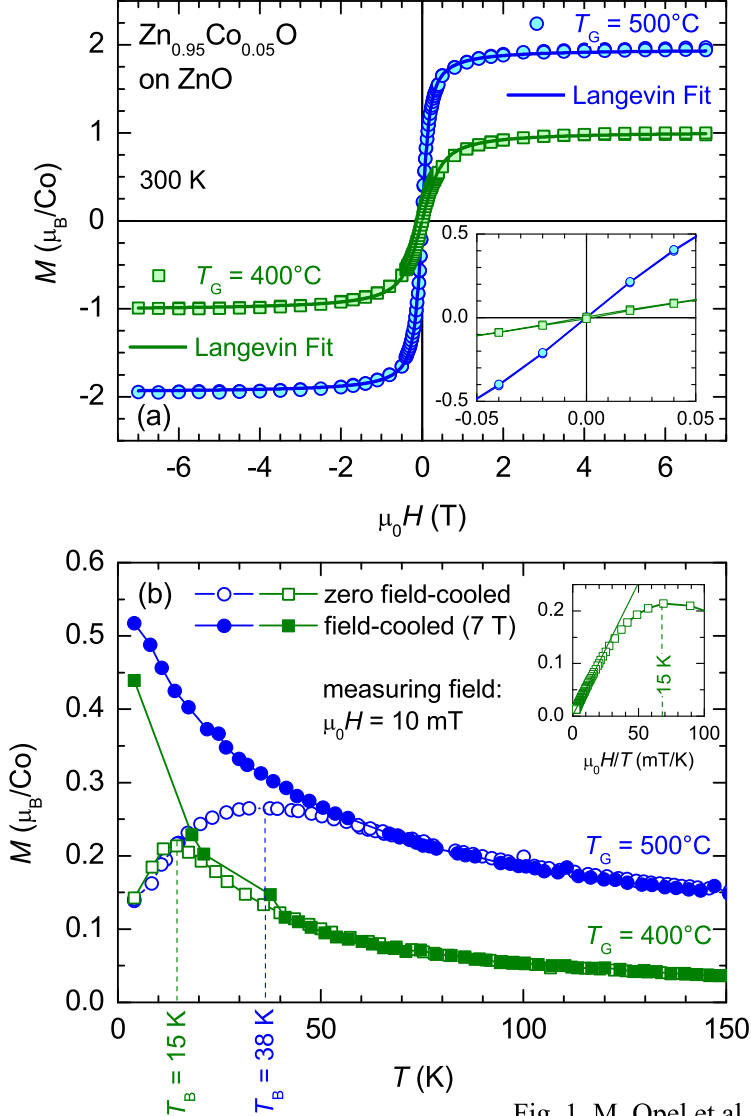 Zn0.95Co0.05O
on ZnO
TG = 500°C
Langevin Fit
300 K
TG = 400°C
Langevin Fit
(a)
M (μB/Co)
2
1
0
-1
-2
-6
-4
-2
0
2
4
6
μ0H (T)
0.5
0.0
-0.5
-0.05
0.00
0.05
(b)
zero field-cooled
field-cooled (7 T)
measuring field:
μ0H = 10 mT
M (μB/Co)
0.6
0.5
0.4
0.3
0.2
0.1
0.0
0
50
100
150
T (K)
0.2
0.1
0.0
15 K
0
50
100
μ0H/T (mT/K)
TG = 500°C
TG = 400°C
TB = 15 K
TB = 38 K
Fig. 1, M. Opel et al.